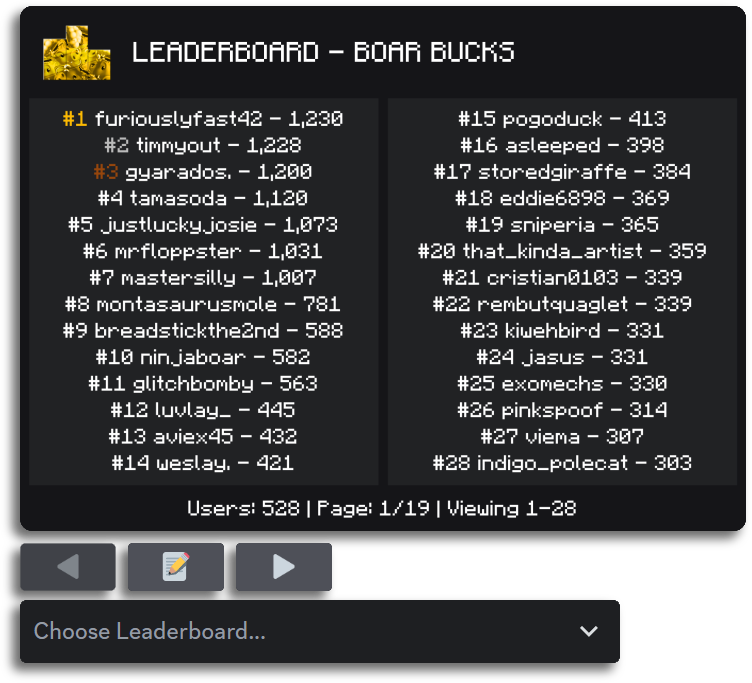 LEADERBOARD - BOAR BUCKS
#1 furiouslyfast42 - 1,230
#2 timmyout - 1,228
#3 gyarados. - 1,200
#4 tamasoda - 1,120
#5 justluckyjosie - 1,073
#6 mrfloppster - 1,031
#7 mastersilly - 1,007
#8 montasaurusmole - 781
#9 breadstickthe2nd - 588
#10 ninjaboar - 582
#11 glitchbomby - 563
#12 luvlay_ - 445
#13 aviex45 - 432
#14 weslay. - 421
#15 pogoduck - 413
#16 asleeped - 398
#17 storedgiraffe - 384
#18 eddie6898 - 369
#19 sniperia - 365
#20 that_kinda_artist - 359
#21 cristian0103 - 339
#22 rembutquaglet - 339
#23 kiwehbird - 331
#24 jasus - 331
#25 exomechs - 330
#26 pinkspoof - 314
#27 viema - 307
#28 indigo_polecat - 303
Users: 528 | Page: 1/19 | Viewing 1-28
Choose Leaderboard...